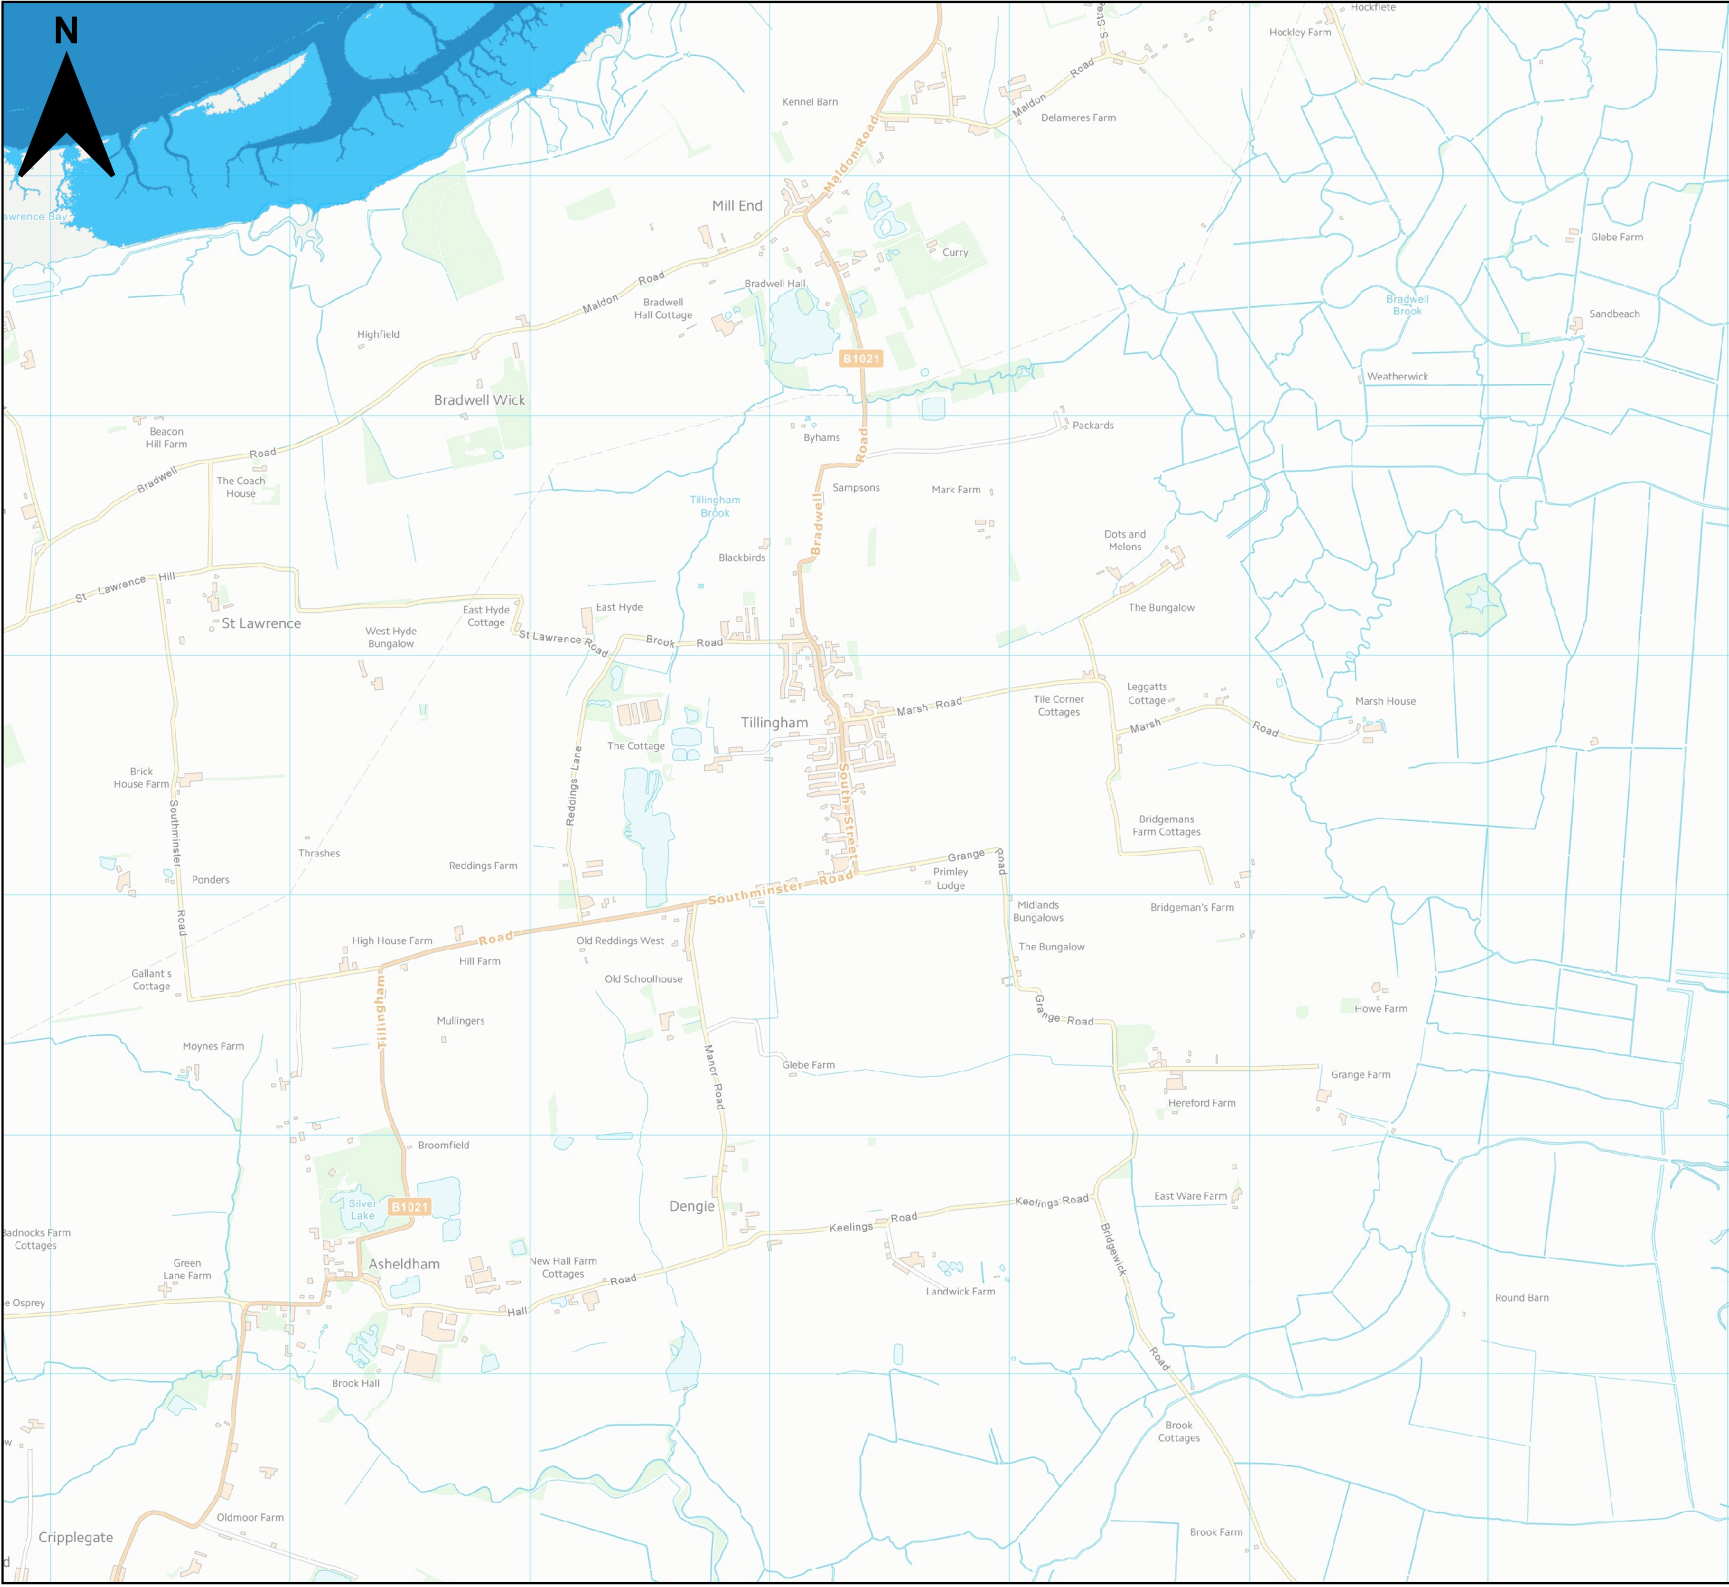 N
Hockflete
Hockley Farm
Kennel Barn
Maldon
Road
Delameres Farm
Maldon Road
Mill End
Glebe Farm
Curry
Bradwell Hall
Maldon
Road
Bradwell
Hall Cottage
Bradwell
Brook
Sandbeach
Highfield
B1021
Weatherwick
Bradwell Wick
Beacon
Hill Farm
Byhams
Packards
Bradwell
Road
The Coach
House
Road
Sampsons
Mark Farm
Tillingham
Brook
Bradwell
Blackbirds
Dots and
Melons
St Lawrence Hill
East Hyde
Cottage
East Hyde
The Bungalow
St Lawrence
West Hyde
Bungalow
St Lawrence Road
Brook Road
Leggatts
Cottage
Marsh House
Marsh Road
Tile Corner
Cottages
Tillingham
Marsh
Road
The Cottage
Brick
House Farm
Reddings Lane
South Street
Southminster
Road
Bridgemans
Farm Cottages
Thrashes
Reddings Farm
Grange
Road
Primley
Lodge
Ponders
Southminster Road
Midlands
Bungalows
Bridgeman's Farm
High House Farm
Road
Old Reddings West
The Bungalow
Hill Farm
Gallant's
Cottage
Old Schoolhouse
Tillingham
Grange Road
Howe Farm
Mullingers
Moynes Farm
Manor Road
Glebe Farm
Grange Farm
Hereford Farm
Broomfield
Silver
Lake
B1021
Dengie
Keelings Road
East Ware Farm
Keelings Road
Badnocks Farm
Cottages
Bridgewick
Road
Green
Lane Farm
Asheldham
New Hall Farm
Cottages
Hall
Road
Landwick Farm
Round Barn
e Osprey
Brook Hall
Brook
Cottages
Oldmoor Farm
Cripplegate
Brook Farm